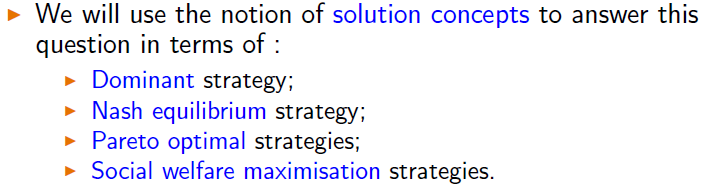 We will use the notion of solution concepts to answer this
question in terms of :
Dominant strategy;
Nash equilibrium strategy;
Pareto optimal strategies;
Social welfare maximisation strategies.